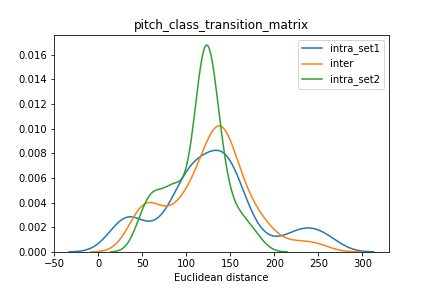 pitch_class_transition_matrix
intra_set1
inter
intra_set2
0.016
0.014
0.012
0.010
0.008
0.006
0.004
0.002
0.000
−50 0 50 100 150 200 250 300
Euclidean distance